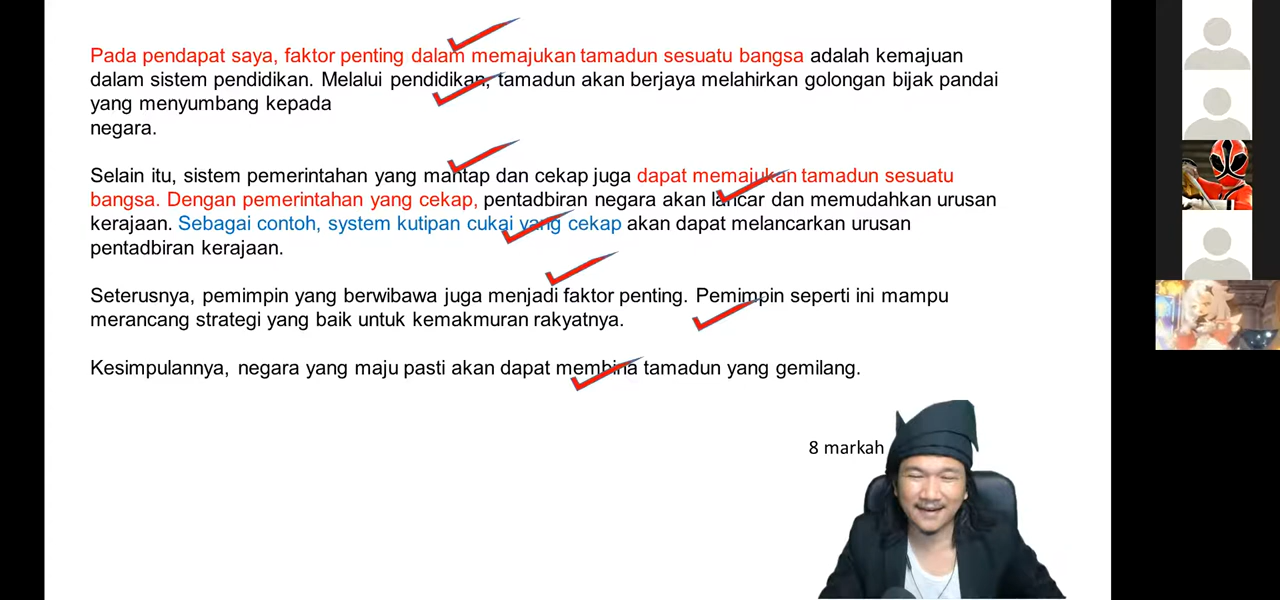 Pada pendapat saya, faktor penting dalam memajukan tamadun sesuatu bangsa adalah kemajuan
dalam sistem pendidikan. Melalui pendidikan, tamadun akan berjaya melahirkan golongan bijak pandai
yang menyumbang kepada
negara.
Selain itu, sistem pemerintahan yang mantap dan cekap juga dapat memajukan tamadun sesuatu
bangsa. Dengan pemerintahan yang cekap, pentadbiran negara akan lancar dan memudahkan urusan
kerajaan. Sebagai contoh, system kutipan cukai yang cekap akan dapat melancarkan urusan
pentadbiran kerajaan.
Seterusnya, pemimpin yang berwibawa juga menjadi faktor penting. Pemimpin seperti ini mampu
merancang strategi yang baik untuk kemakmuran rakyatnya.
Kesimpulannya, negara yang maju pasti akan dapat membina tamadun yang gemilang.
8 markah